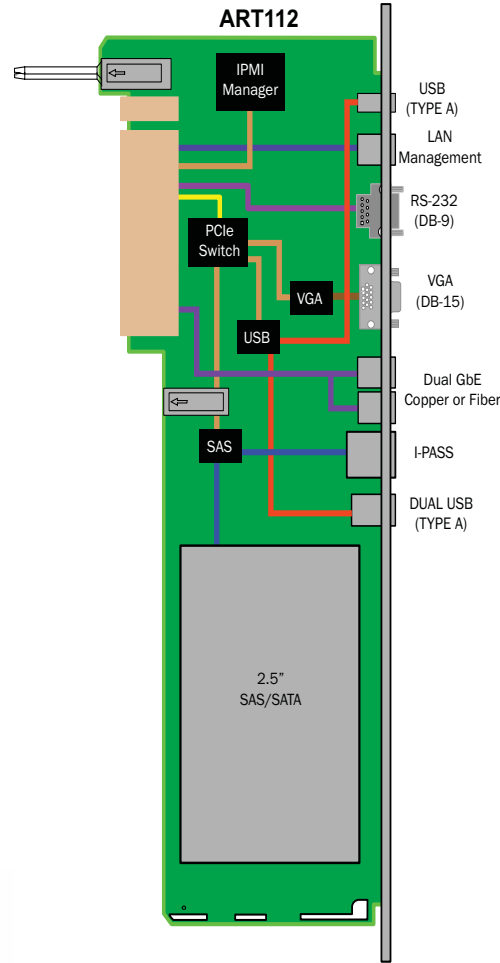 ART112
IPMI
Manager
USB
(TYPE A)
LAN
Management
RS-232
(DB-9)
PCIe
Switch
VGA
VGA
(DB-15)
USB
Dual GbE
Copper or Fiber
SAS
I-PASS
DUAL USB
(TYPE A)
2.5”
SAS/SATA